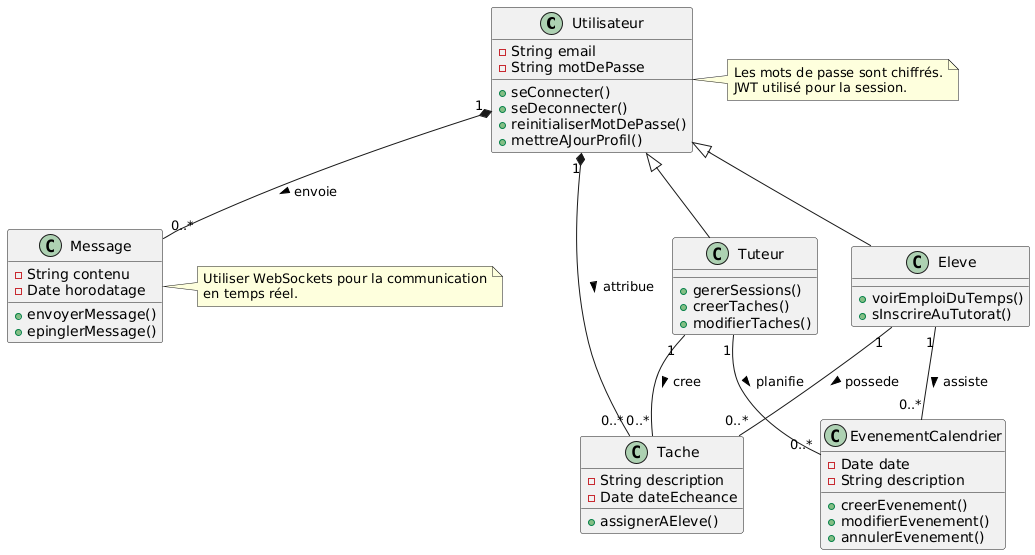 C Utilisateur
String email
String motDePasse
seConnecter()
seDeconnecter()
reinitialiserMotDePasse()
mettreAJourProfil()
Les mots de passe sont chiffrés.
JWT utilisé pour la session.
1
1
envoie
0..*
C Message
String contenu
Date horodatage
envoyerMessage()
epinglerMessage()
Utiliser WebSockets pour la communication
en temps réel.
attribue
C Tuteur
gererSessions()
creerTaches()
modifierTaches()
C Eleve
voirEmploiDuTemps()
sInscrireAuTutorat()
1
1
1
1
cree
planifie
possede
assiste
0..*
0..*
0..*
0..*
0..*
C Tache
String description
Date dateEcheance
assignerAEleve()
C EvenementCalendrier
Date date
String description
creerEvenement()
modifierEvenement()
annulerEvenement()